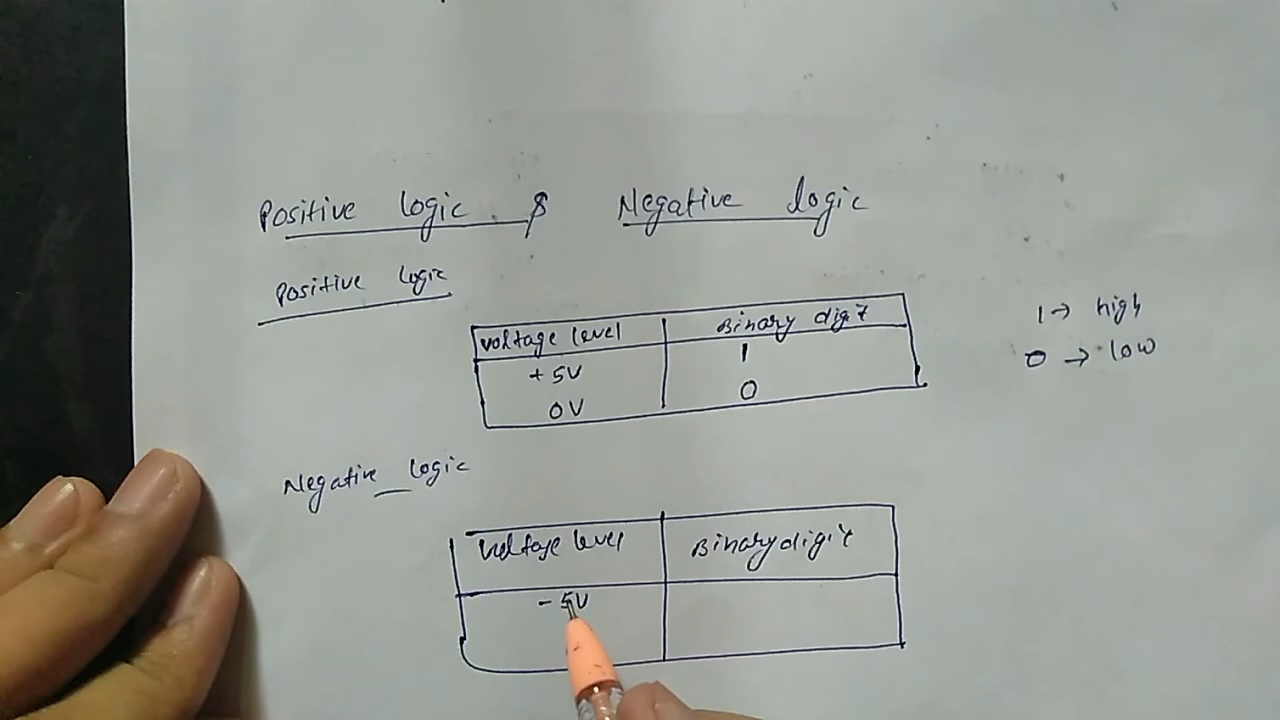 Positive logic & Negative logic
Positive logic
Voltage level Binary digit
+5V 1
0V 0
1 → high
0 → low
Negative logic
Voltage level Binary digit
-5V